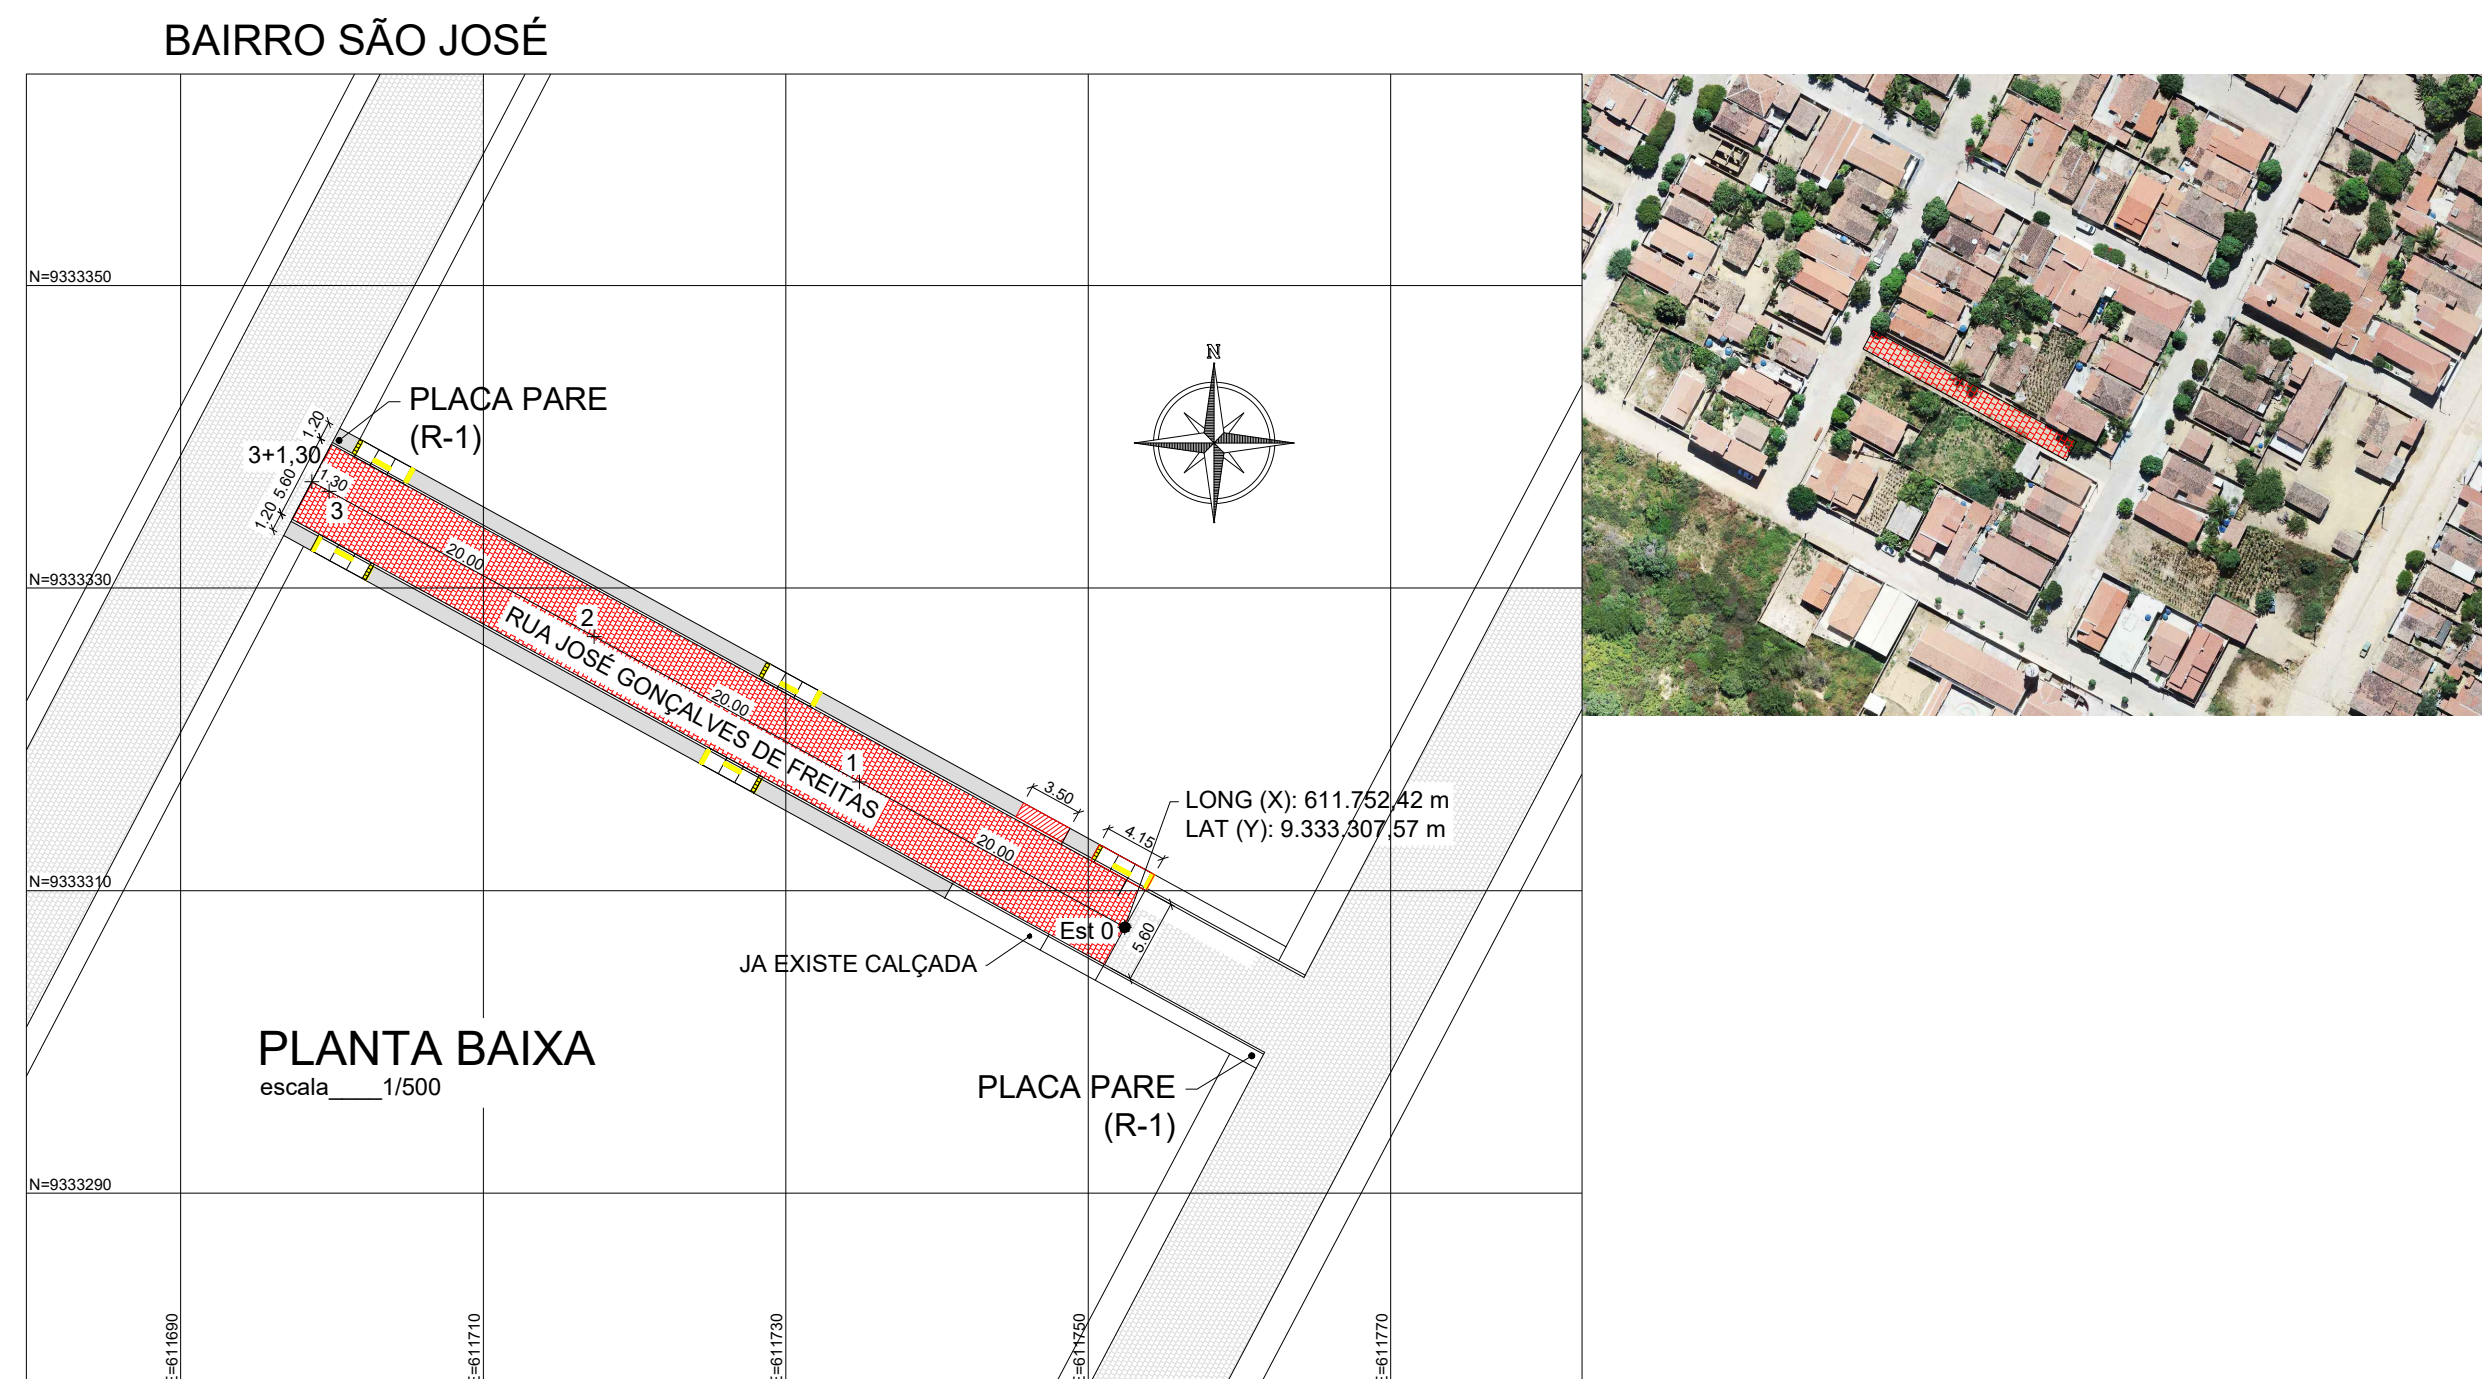 BAIRRO SÃO JOSÉ
N=9333350
N
PLACA PARE
(R-1)
1.20
3+1,30
5.60
1.30
1.20
3
20.00
N=9333330
2
RUA JOSÉ GONÇALVES DE FREITAS
20.00
1
3.50
LONG (X): 611.752,42 m
LAT (Y): 9.333.307,57 m
4.15
20.00
N=9333310
Est 0
5.60
JA EXISTE CALÇADA
PLANTA BAIXA
escala____1/500
PLACA PARE
(R-1)
N=9333290
E=611690
E=611710
E=611730
E=611750
E=611770